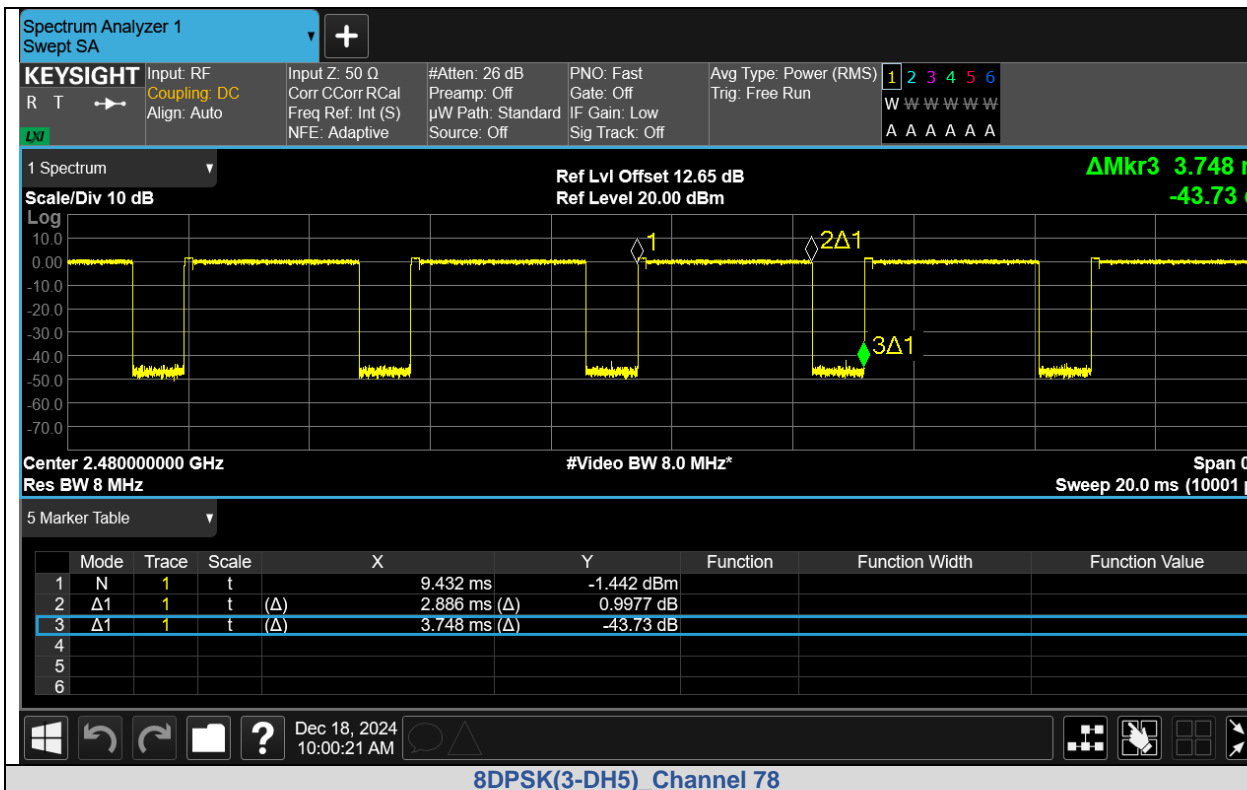 Spectrum Analyzer 1
Swept SA
KEYSIGHT
R T
LXI
Input: RF
Coupling: DC
Align: Auto
Input Z: 50 Ω
Corr CCorr RCal
Freq Ref: Int (S)
NFE: Adaptive
#Atten: 26 dB
Preamp: Off
µW Path: Standard
Source: Off
PNO: Fast
Gate: Off
IF Gain: Low
Sig Track: Off
Avg Type: Power (RMS)
Trig: Free Run
1 2 3 4 5 6
W W W W W W
A A A A A A
1 Spectrum
Scale/Div 10 dB
Ref Lvl Offset 12.65 dB
Ref Level 20.00 dBm
ΔMkr3 3.748
-43.73
Log
10.0
0.00
-10.0
-20.0
-30.0
-40.0
-50.0
-60.0
-70.0
1
2Δ1
3Δ1
Center 2.480000000 GHz
Res BW 8 MHz
#Video BW 8.0 MHz*
Span
Sweep 20.0 ms (10001
5 Marker Table
Mode Trace Scale X Y Function Function Width Function Value
1 N 1 t 9.432 ms -1.442 dBm
2 Δ1 1 t (Δ) 2.886 ms (Δ) 0.9977 dB
3 Δ1 1 t (Δ) 3.748 ms (Δ) -43.73 dB
4
5
6
?
Dec 18, 2024
10:00:21 AM
8DPSK(3-DH5)_Channel 78